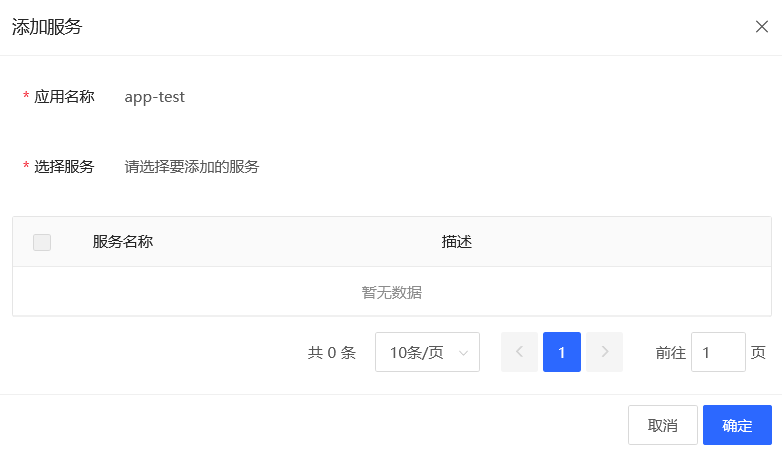 添加服务
* 应用名称 app-test
* 选择服务 请选择要添加的服务
服务名称 描述
暂无数据
共 0 条 10条/页 1 前往 1 页
取消 确定